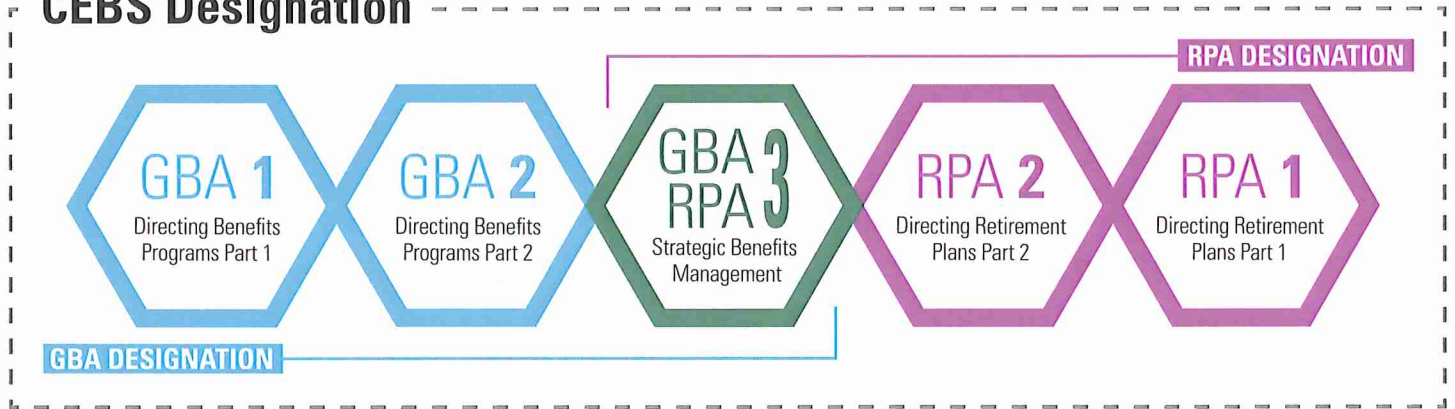 CEBS Designation
RPA DESIGNATION
GBA 1
Directing Benefits
Programs Part 1
GBA 2
Directing Benefits
Programs Part 2
GBA
RPA 3
Strategic Benefits
Management
RPA 2
Directing Retirement
Plans Part 2
RPA 1
Directing Retirement
Plans Part 1
GBA DESIGNATION